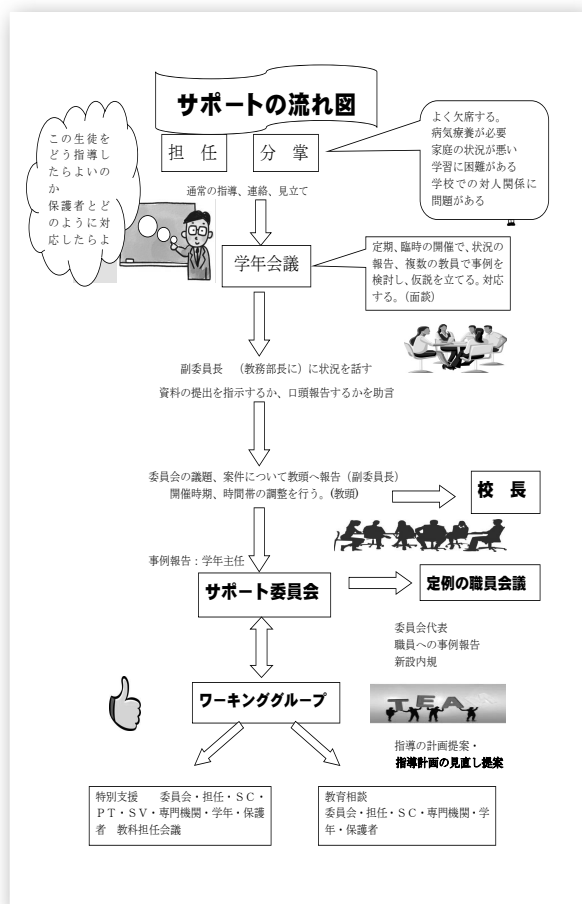 サポートの流れ図
この生徒を
どう指導し
たらよいの
か
保護者とど
のように対
応したらよ
担　任
分　掌
よく欠席する。
病気療養が必要
家庭の状況が悪い
学習に困難がある
学校での対人関係に
問題がある
通常の指導、連絡、見立て
学年会議
定期、臨時の開催で、状況の
報告、複数の教員で事例を
検討し、仮説を立てる。対応
する。（面談）
副委員長　（教務部長に）に状況を話す
資料の提出を指示するか、口頭報告するかを助言
委員会の議題、案件について教頭へ報告（副委員長）
開催時期、時間帯の調整を行う。(教頭)
校　長
事例報告：学年主任
サポート委員会
定例の職員会議
委員会代表
職員への事例報告
新設内規
ワーキンググループ
TEA
指導の計画提案・
指導計画の見直し提案
特別支援　　委員会・担任・ＳＣ・
ＰＴ・ＳＶ・専門機関・学年・保護
者　教科担任会議
教育相談
委員会・担任・ＳＣ・専門機関・学
年・保護者